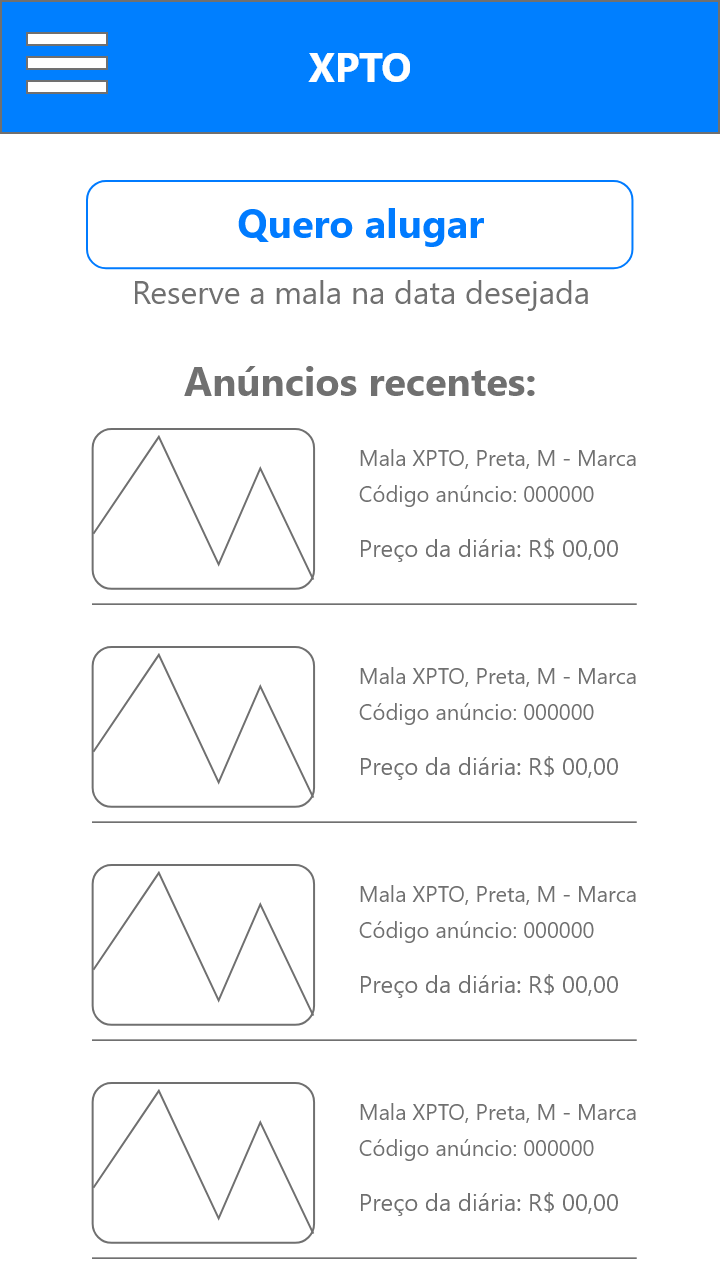 XPTO
Quero alugar
Reserve a mala na data desejada
Anúncios recentes:
Mala XPTO, Preta, M - Marca
Código anúncio: 000000
Preço da diária: R$ 00,00
Mala XPTO, Preta, M - Marca
Código anúncio: 000000
Preço da diária: R$ 00,00
Mala XPTO, Preta, M - Marca
Código anúncio: 000000
Preço da diária: R$ 00,00
Mala XPTO, Preta, M - Marca
Código anúncio: 000000
Preço da diária: R$ 00,00